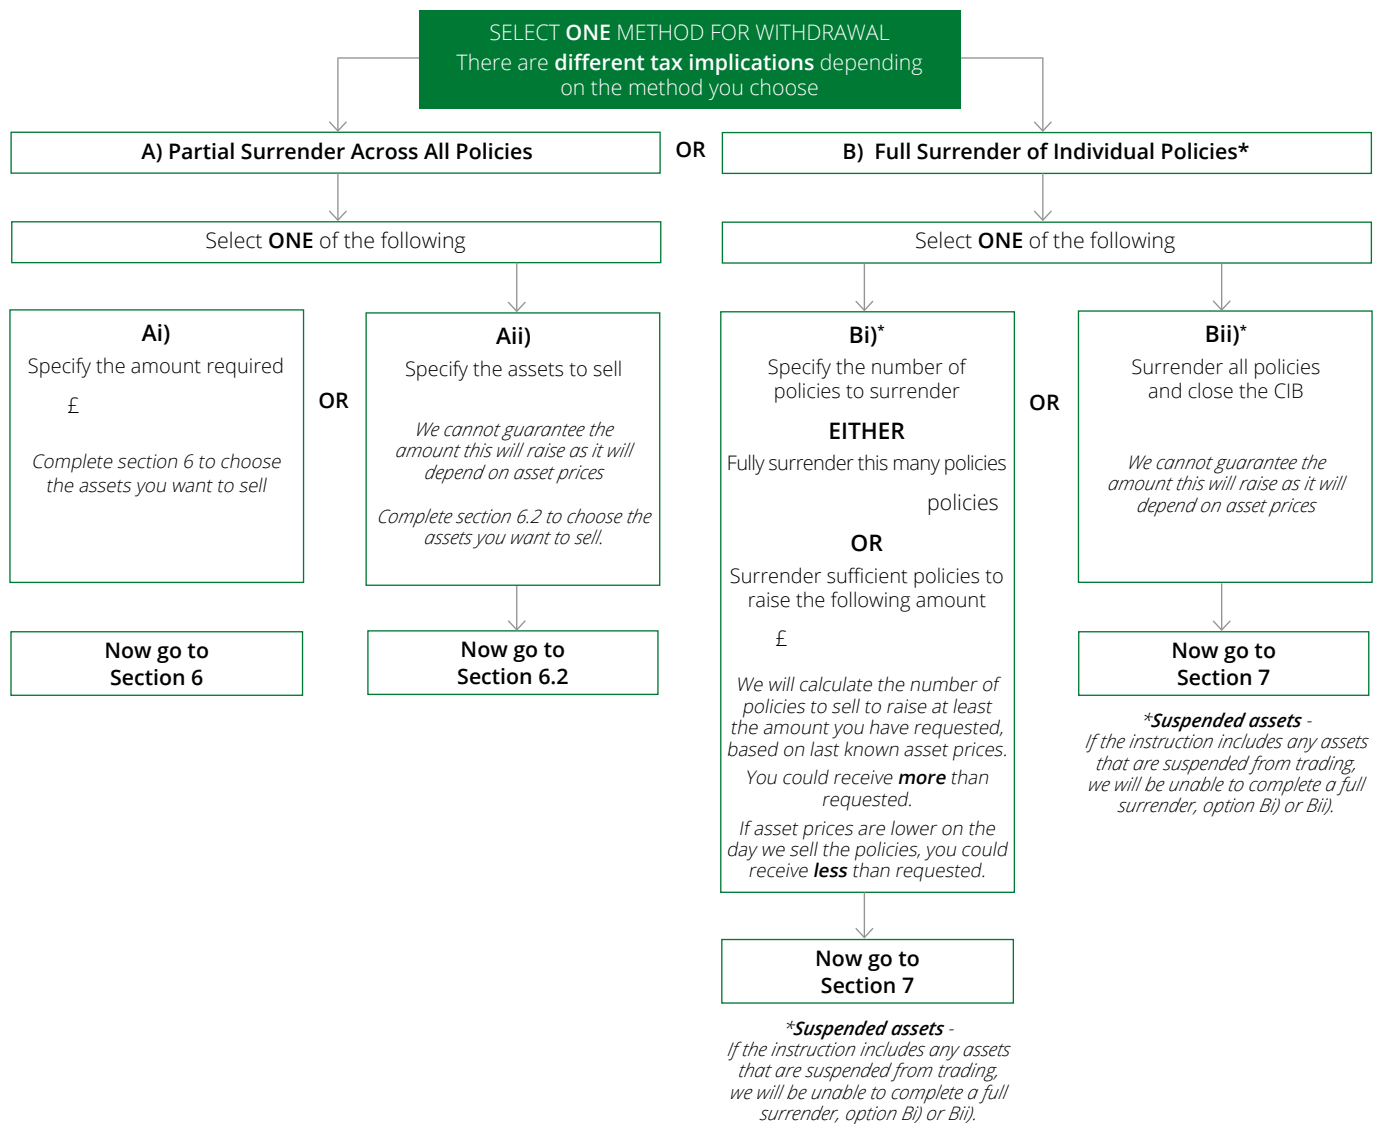 SELECT ONE METHOD FOR WITHDRAWAL
There are different tax implications depending
on the method you choose
A) Partial Surrender Across All Policies
OR
B) Full Surrender of Individual Policies*
Select ONE of the following
Select ONE of the following
Ai)
Specify the amount required
£
Complete section 6 to choose
the assets you want to sell
OR
Aii)
Specify the assets to sell
We cannot guarantee the
amount this will raise as it will
depend on asset prices
Complete section 6.2 to choose the
assets you want to sell.
Now go to
Section 6
Now go to
Section 6.2
Bi)*
Specify the number of
policies to surrender
EITHER
Fully surrender this many policies
policies
OR
Surrender sufficient policies to
raise the following amount
£
We will calculate the number of
policies to sell to raise at least
the amount you have requested,
based on last known asset prices.
You could receive more than
requested.
If asset prices are lower on the
day we sell the policies, you could
receive less than requested.
Now go to
Section 7
*Suspended assets -
If the instruction includes any assets
that are suspended from trading,
we will be unable to complete a full
surrender, option Bi) or Bii).
OR
Bii)*
Surrender all policies
and close the CIB
We cannot guarantee the
amount this will raise as it will
depend on asset prices
Now go to
Section 7
*Suspended assets -
If the instruction includes any assets
that are suspended from trading,
we will be unable to complete a full
surrender, option Bi) or Bii).